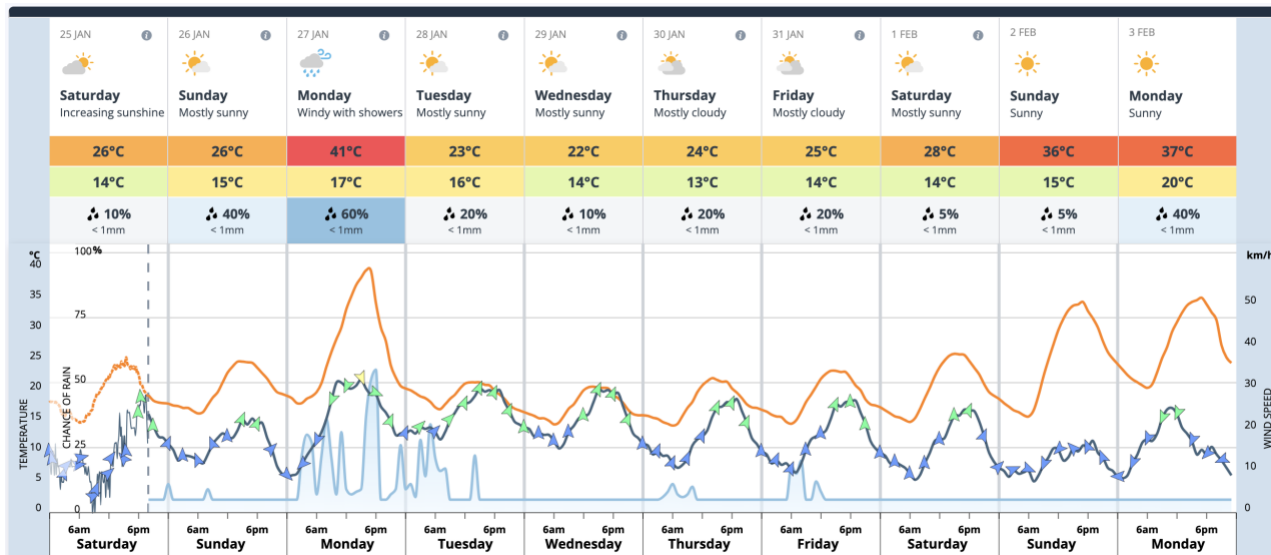 25 JAN 26 JAN 27 JAN 28 JAN 29 JAN 30 JAN 31 JAN 1 FEB 2 FEB 3 FEB
Saturday Sunday Monday Tuesday Wednesday Thursday Friday Saturday Sunday Monday
Increasing sunshine Mostly sunny Windy with showers Mostly sunny Mostly sunny Mostly cloudy Mostly cloudy Mostly sunny Sunny Sunny
26°C 26°C 41°C 23°C 22°C 24°C 25°C 28°C 36°C 37°C
14°C 15°C 17°C 16°C 14°C 13°C 14°C 14°C 15°C 20°C
10% 40% 60% 20% 10% 20% 20% 5% 5% 40%
< 1mm < 1mm < 1mm < 1mm < 1mm < 1mm < 1mm < 1mm < 1mm < 1mm
°C 100% km/h
40
35
75 50
30
40
25
50
20 30
15
20
25
10
10
5
0 0 0
TEMPERATURE
CHANCE OF RAIN
WIND SPEED
6am 6pm 6am 6pm 6am 6pm 6am 6pm 6am 6pm 6am 6pm 6am 6pm 6am 6pm 6am 6pm 6am 6pm
Saturday Sunday Monday Tuesday Wednesday Thursday Friday Saturday Sunday Monday